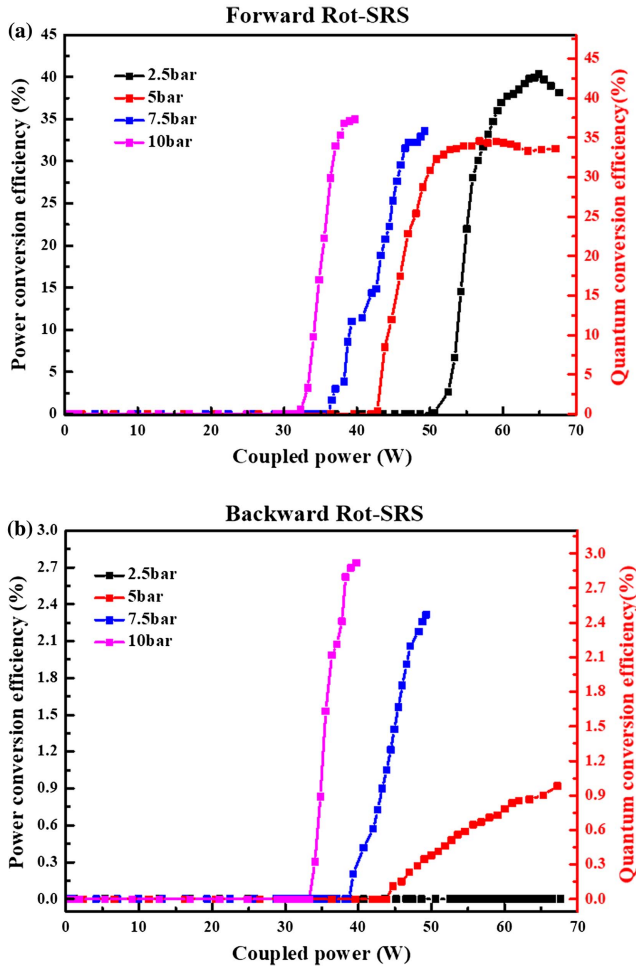 Forward Rot-SRS
(a)
2.5bar
5bar
7.5bar
10bar
Power conversion efficiency(%)
45
40
35
30
25
20
15
10
5
0
Quantum conversion efficiency (%)
45
40
35
30
25
20
15
10
5
0
0 10 20 30 40 50 60 70
Coupled power (W)
(b)
Backward Rot-SRS
2.5bar
5bar
7.5bar
10bar
Power conversion efficiency(%)
3.0
2.7
2.4
2.1
1.8
1.5
1.2
0.9
0.6
0.3
0.0
Quantum conversion efficiency(%)
3.0
2.7
2.4
2.1
1.8
1.5
1.2
0.9
0.6
0.3
0.0
0 10 20 30 40 50 60 70
Coupled power (W)